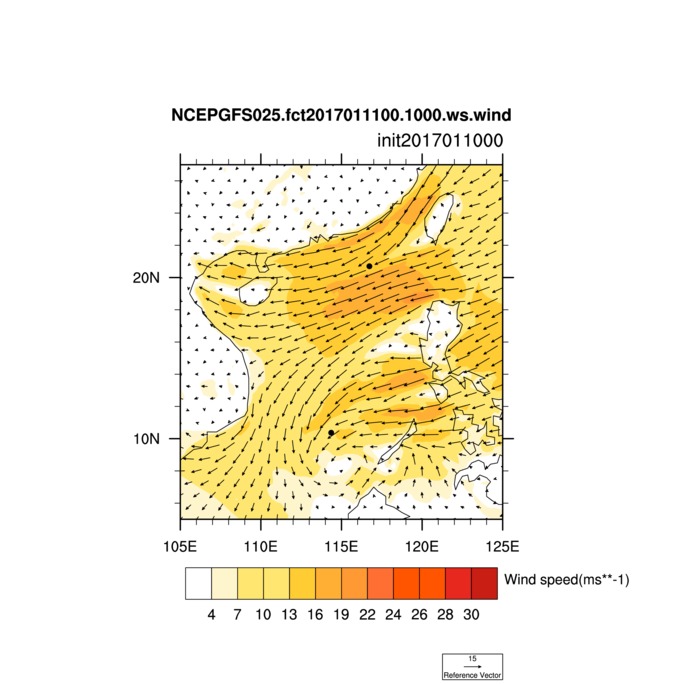 NCEPGFS025.fct2017011100.1000.ws.wind
init2017011000
20N
10N
105E 110E 115E 120E 125E
Wind speed(ms**-1)
4 7 10 13 16 19 22 24 26 28 30
15
Reference Vector